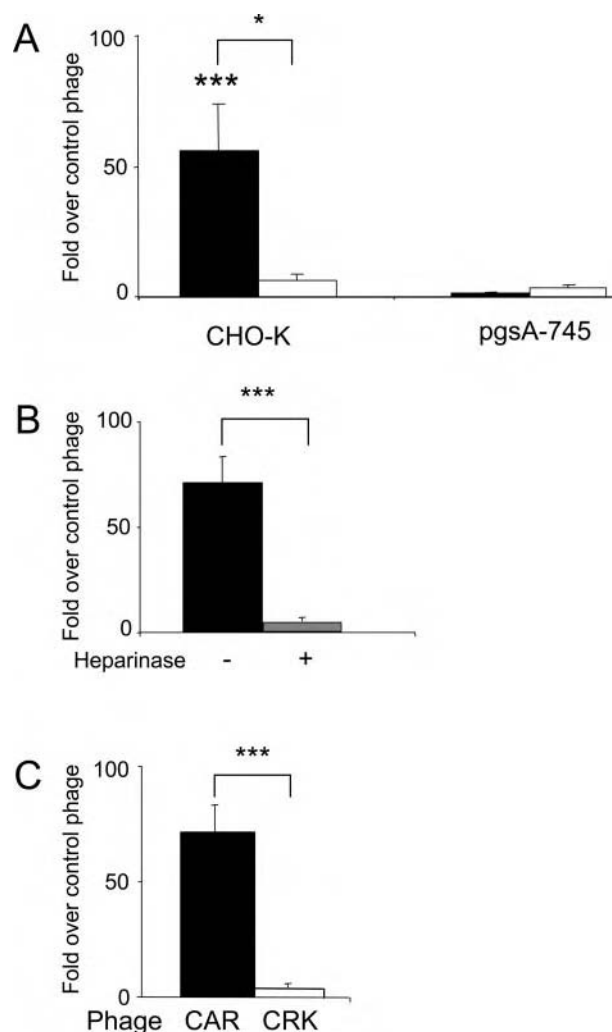 A
Fold over control phage
100
50
0
*
***
CHO-K
pgsA-745
B
Fold over control phage
100
50
0
***
Heparinase - +
C
Fold over control phage
100
50
0
***
Phage CAR CRK